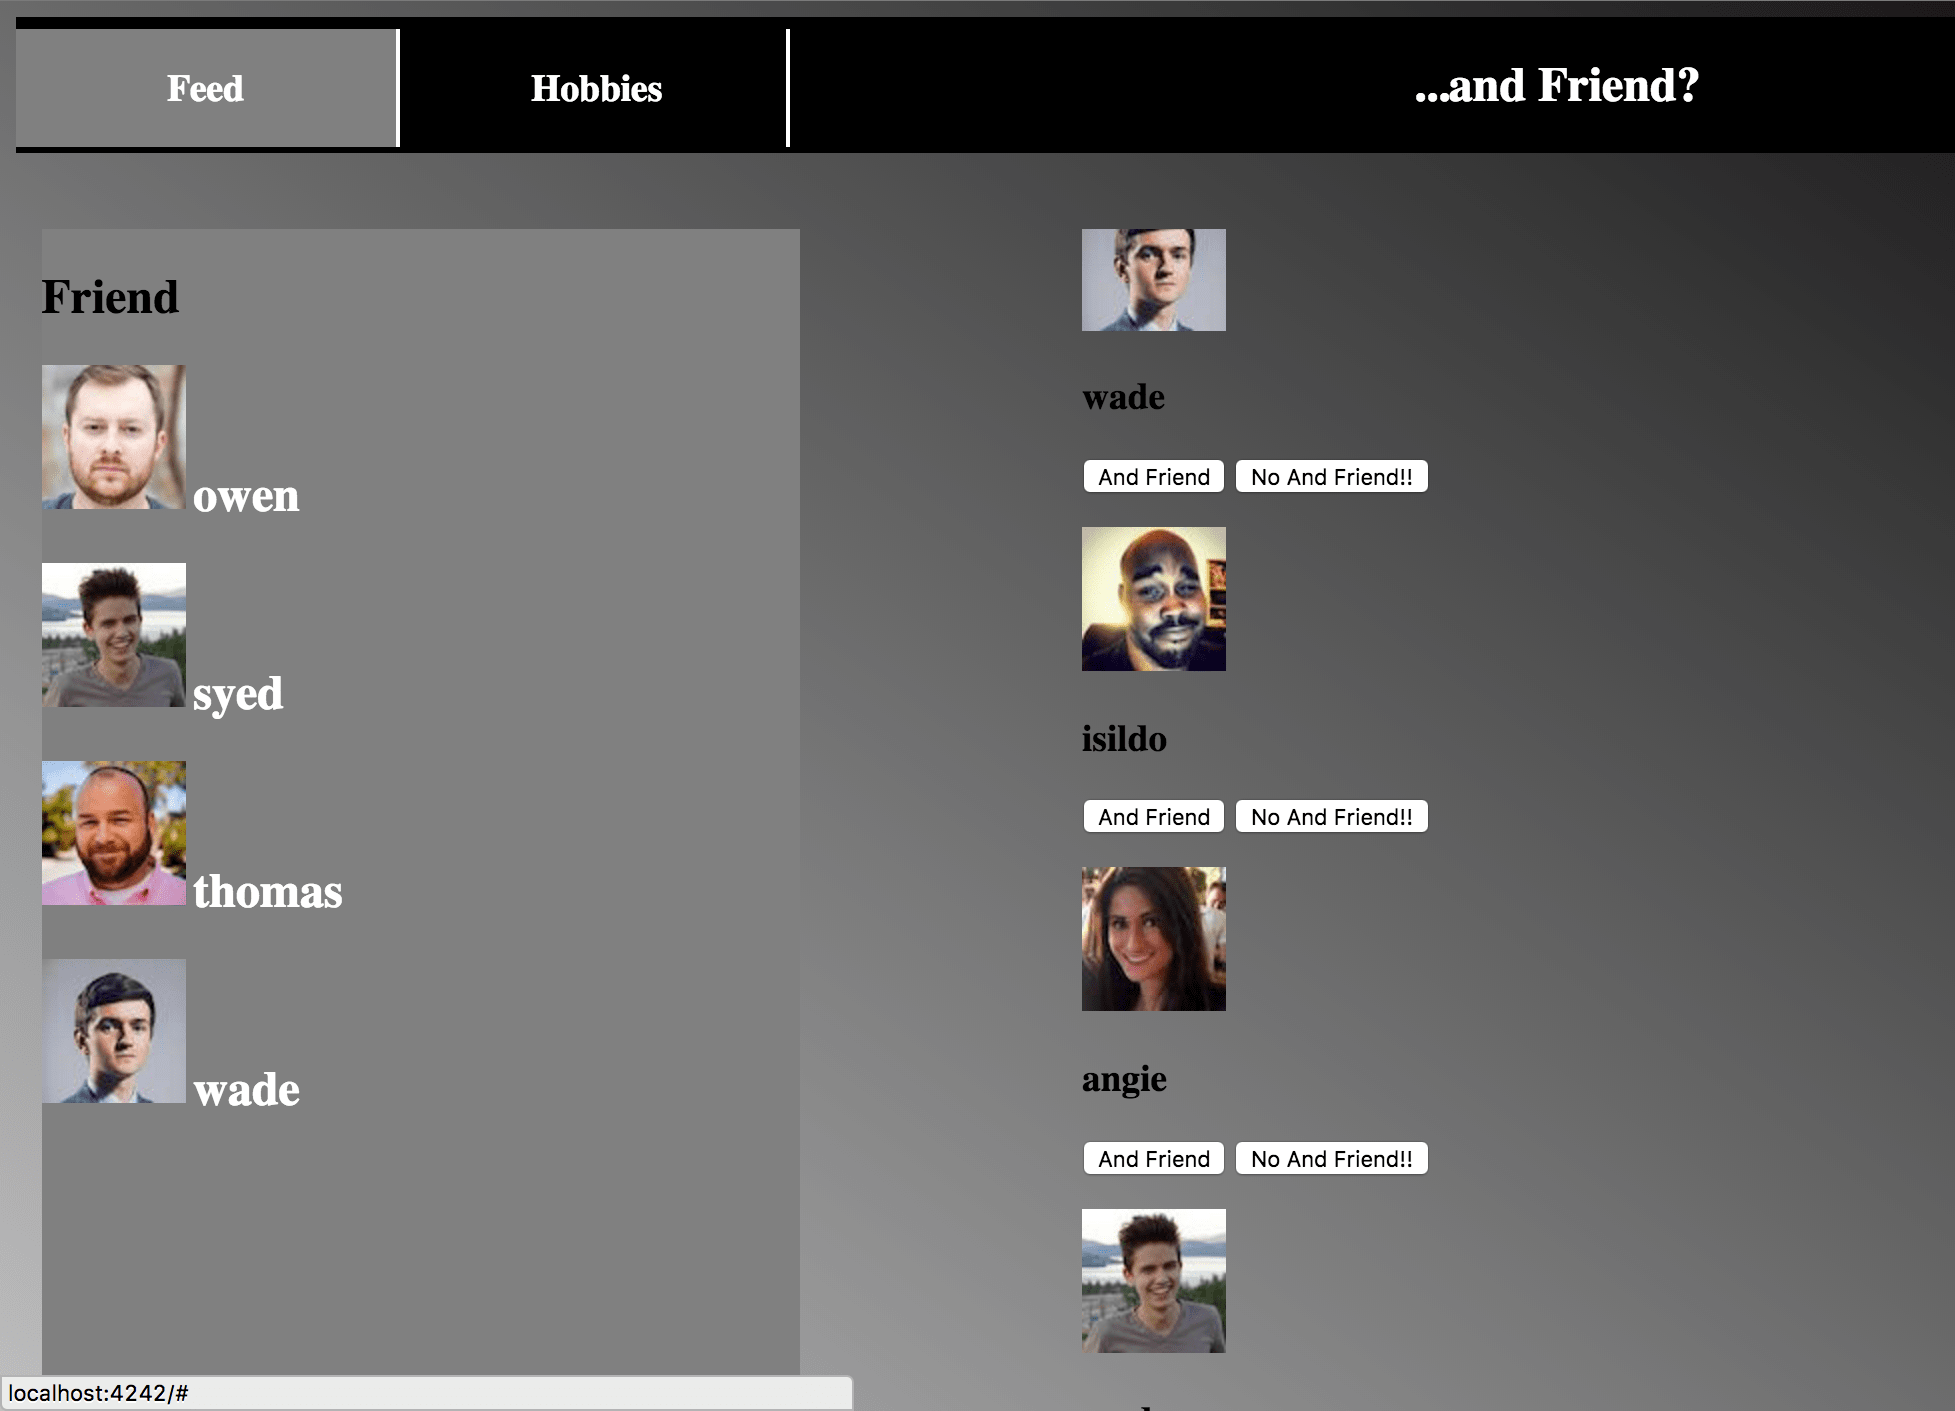 Feed
Hobbies
...and Friend?
Friend
owen
syed
thomas
wade
wade
And Friend
No And Friend!!
isildo
And Friend
No And Friend!!
angie
And Friend
No And Friend!!
localhost:4242/#